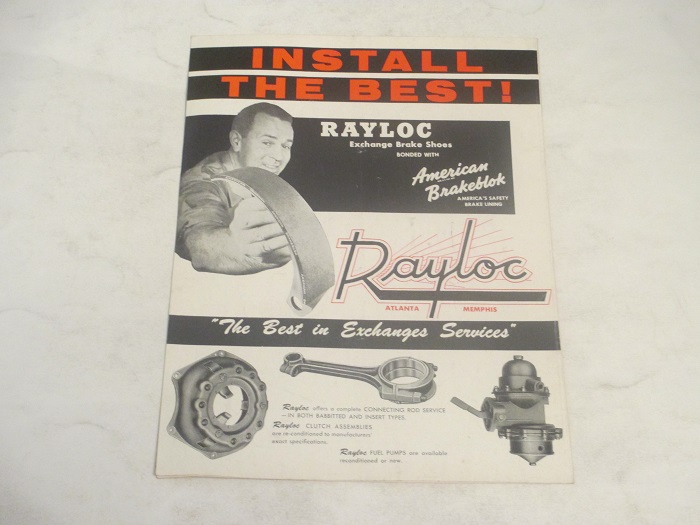 INSTALL
THE BEST!
RAYLOC
Exchange Brake Shoes
BONDED WITH
American
Brakeblok
AMERICA'S SAFETY
BRAKE LINING
Rayloc
ATLANTA MEMPHIS
"The Best in Exchanges Services"
Rayloc offers a complete CONNECTING ROD SERVICE
—IN BOTH BABBITTED AND INSERT TYPES.
Rayloc CLUTCH ASSEMBLIES
are re-conditioned to manufacturers'
exact specifications.
Rayloc FUEL PUMPS are available
reconditioned or new.